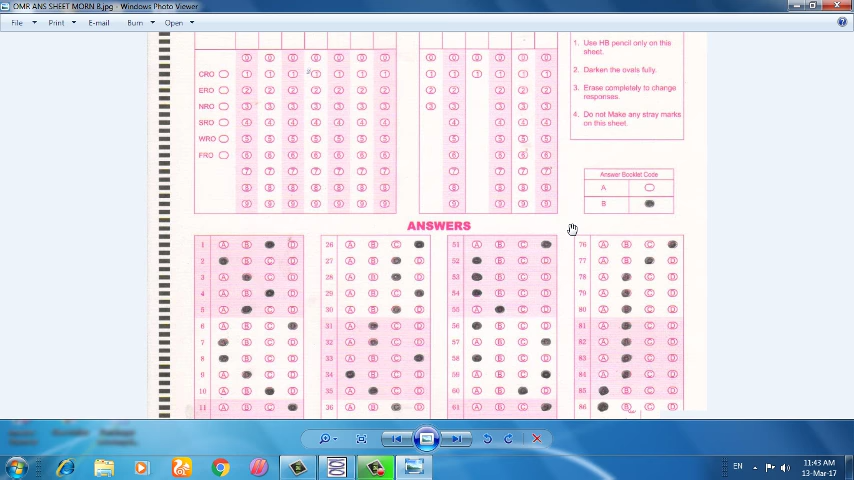 OMR ANS SHEET MORN B.jpg - Windows Photo Viewer
File Print E-mail Burn Open
CRO
ERO
NRO
SRO
WRO
FRO
1. Use HB pencil only on this
sheet.
2. Darken the ovals fully.
3. Erase completely to change
responses.
4. Do not Make any stray marks
on this sheet.
Answer Booklet Code
A
B
ANSWERS
1 A B D 26 A B C 51 A B C 76 A B C
2 B C D 27 A B D 52 B C D 77 A B D
3 A C D 28 A B D 53 B C D 78 A C D
4 A B D 29 A B C 54 B C D 79 A C D
5 A C D 30 A B D 55 A C D 80 A C D
6 A B C 31 A C D 56 B C D 81 A C D
7 B C D 32 A C D 57 A B C 82 A C D
8 B C D 33 A B C 58 B C D 83 A C D
9 A C D 34 B C D 59 A B C 84 A C D
10 A B D 35 A C D 60 A B D 85 B C D
11 A B C 36 A B D 61 A B C 86 B C D
EN
11:43 AM
13-Mar-17